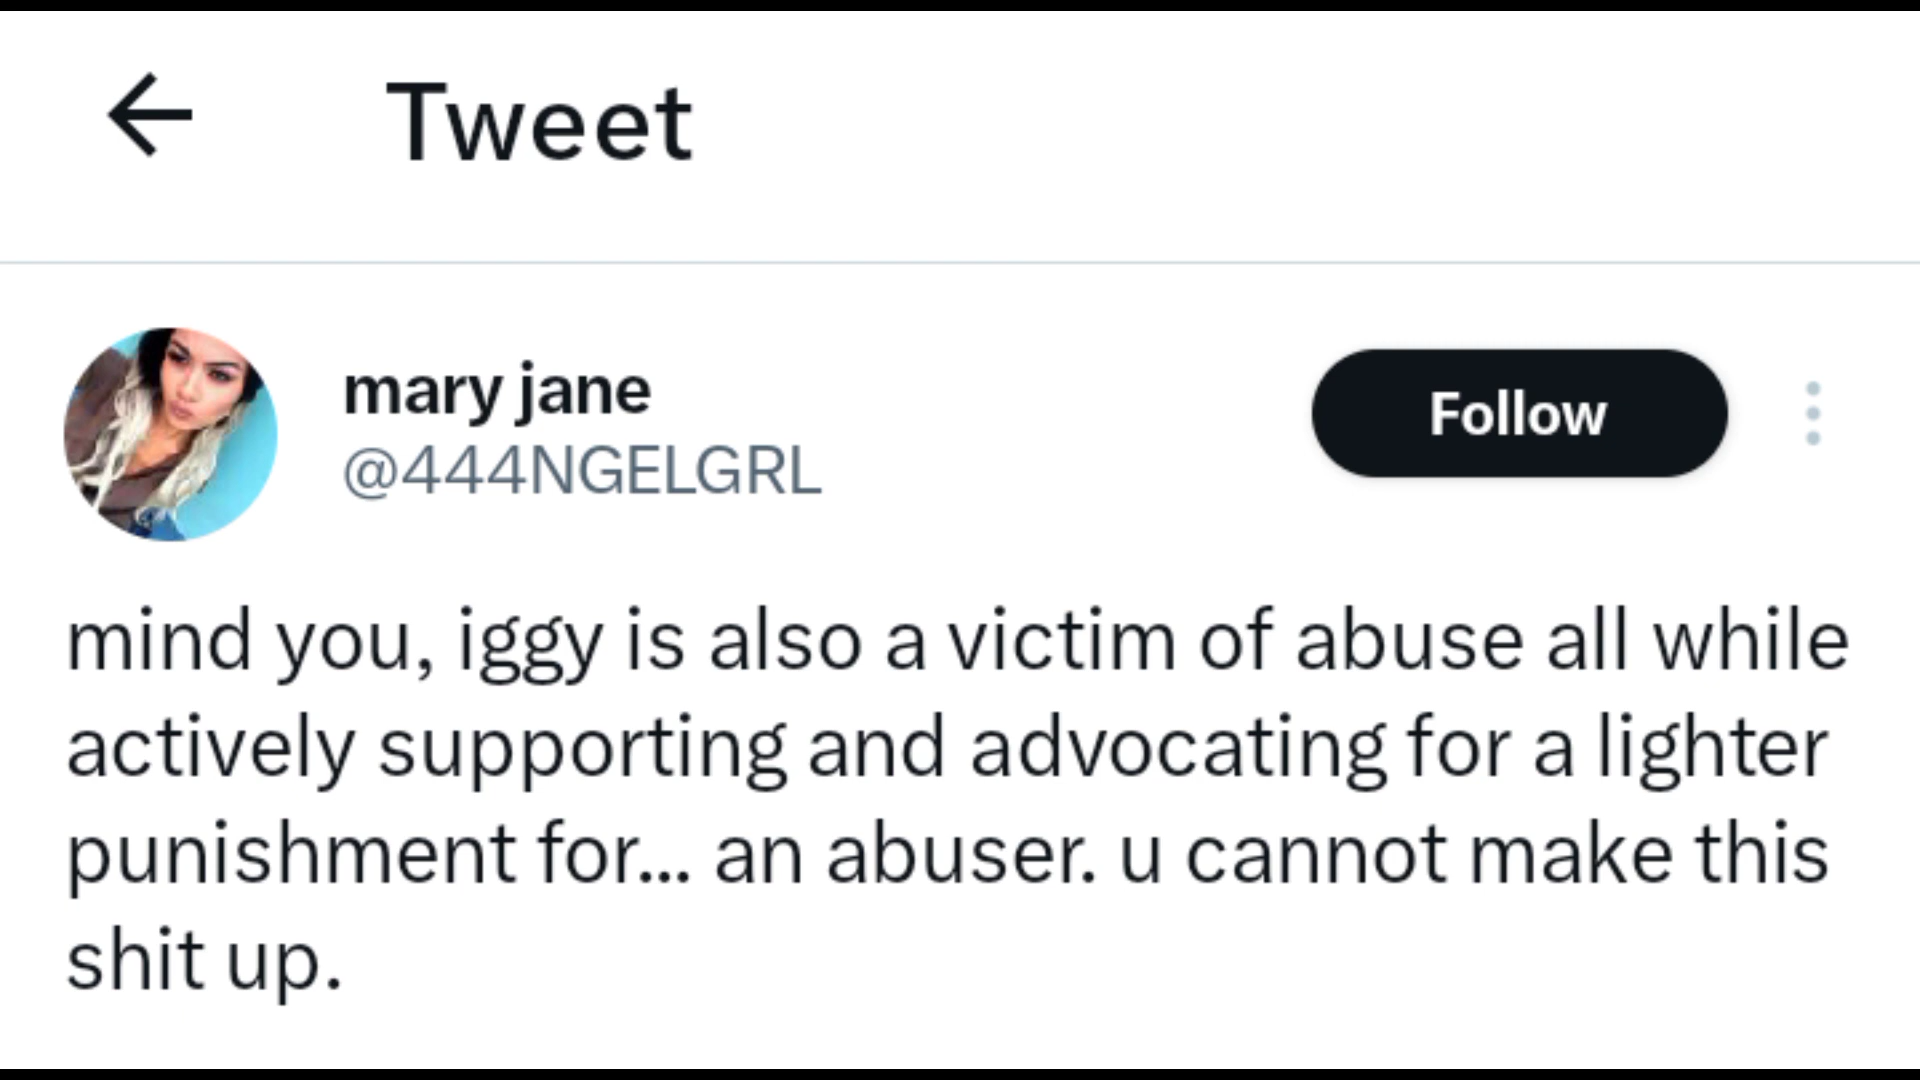 Tweet
mary jane
@444NGELGRL
Follow
mind you, iggy is also a victim of abuse all while
actively supporting and advocating for a lighter
punishment for... an abuser. u cannot make this
shit up.